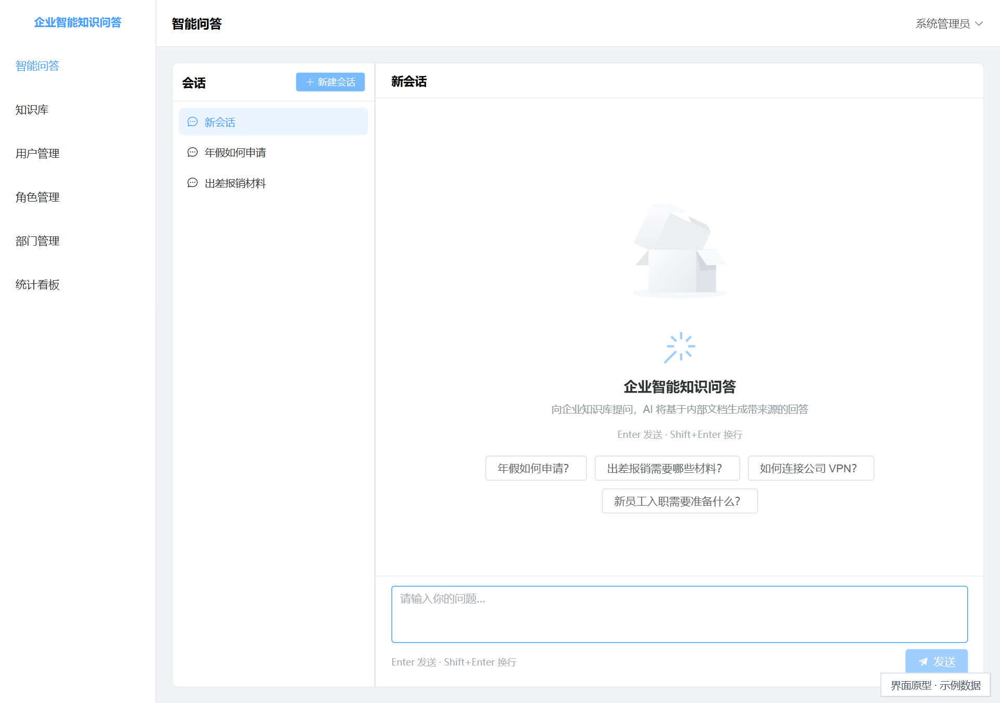 企业智能知识问答
智能问答
知识库
用户管理
角色管理
部门管理
统计看板
智能问答
系统管理员
会话
新建会话
新会话
年假如何申请
出差报销材料
新会话
企业智能知识问答
向企业知识库提问，AI 将基于内部文档生成带来源的回答
Enter 发送 · Shift+Enter 换行
年假如何申请？
出差报销需要哪些材料？
如何连接公司 VPN？
新员工入职需要准备什么？
请输入你的问题...
Enter 发送 · Shift+Enter 换行
发送
界面原型 · 示例数据